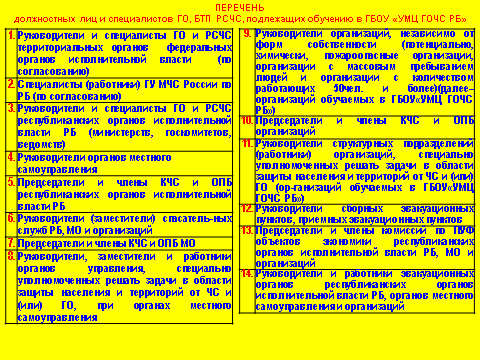 ПЕРЕЧЕНЬ
должностных лиц и специалистов ГО, БТП РСЧС, подлежащих обучению в ГБОУ «УМЦ ГОЧС РБ»
1. Руководители и специалисты ГО и РСЧС
территориальных органов федеральных
органов исполнительной власти (по
согласованию)
2. Специалисты (работники) ГУ МЧС России по
РБ (по согласованию)
3. Руководители и специалисты ГО и РСЧС
республиканских органов исполнительной
власти РБ (министерств, госкомитетов,
ведомств)
4. Руководители органов местного
самоуправления
5. Председатели и члены КЧС и ОПБ
республиканских органов исполнительной
власти РБ
6. Руководители (заместители) спасатель-ных
служб РБ, МО и организаций
7. Председатели и члены КЧС и ОПБ МО
8. Руководители, заместители и работники
органов управления, специально
уполномоченных решать задачи в области
защиты населения и территорий от ЧС и
(или) ГО, при органах местного
самоуправления
9. Руководители организаций, независимо от
форм собственности (потенциально,
химически, пожароопасные организации,
организации с массовым пребыванием
людей и организации с количеством
работающих 50чел. и более)(далее–
организаций обучаемых в ГБОУ«УМЦ ГОЧС
РБ»)
10. Председатели и члены КЧС и ОПБ
организаций
11. Руководители структурных подразделений
(работники) организаций, специально
уполномоченных решать задачи в области
защиты населения и территорий от ЧС и (или)
ГО (ор-ганизаций обучаемых в ГБОУ«УМЦ
ГОЧС РБ»)
12. Руководители сборных эвакуационных
пунктов, приемных эвакуационных пунктов
13. Председатели и члены комиссий по ПУФ
объектов экономики республиканских
органов исполнительной власти РБ, МО и
организаций
14. Руководители и работники эвакуационных
органов республиканских органов
исполнительной власти РБ, органов местного
самоуправления и организаций